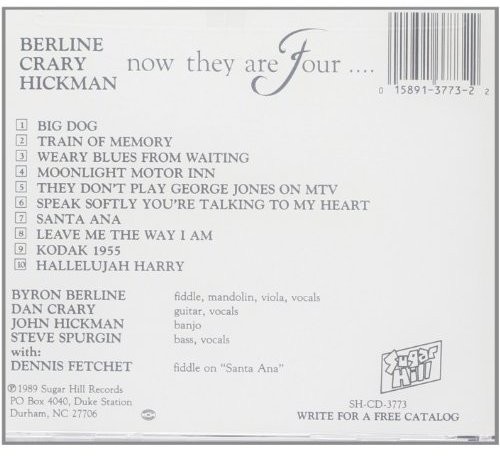 BERLINE
CRARY
HICKMAN
now they are Four ....
0 15891-3773-2 2
1 BIG DOG
2 TRAIN OF MEMORY
3 WEARY BLUES FROM WAITING
4 MOONLIGHT MOTOR INN
5 THEY DON'T PLAY GEORGE JONES ON MTV
6 SPEAK SOFTLY YOU'RE TALKING TO MY HEART
7 SANTA ANA
8 LEAVE ME THE WAY I AM
9 KODAK 1955
10 HALLELUJAH HARRY
BYRON BERLINE fiddle, mandolin, viola, vocals
DAN CRARY guitar, vocals
JOHN HICKMAN banjo
STEVE SPURGIN bass, vocals
with:
DENNIS FETCHET fiddle on "Santa Ana"
Sugar
Hill
℗1989 Sugar Hill Records
PO Box 4040, Duke Station
Durham, NC 27706
SH-CD-3773
WRITE FOR A FREE CATALOG